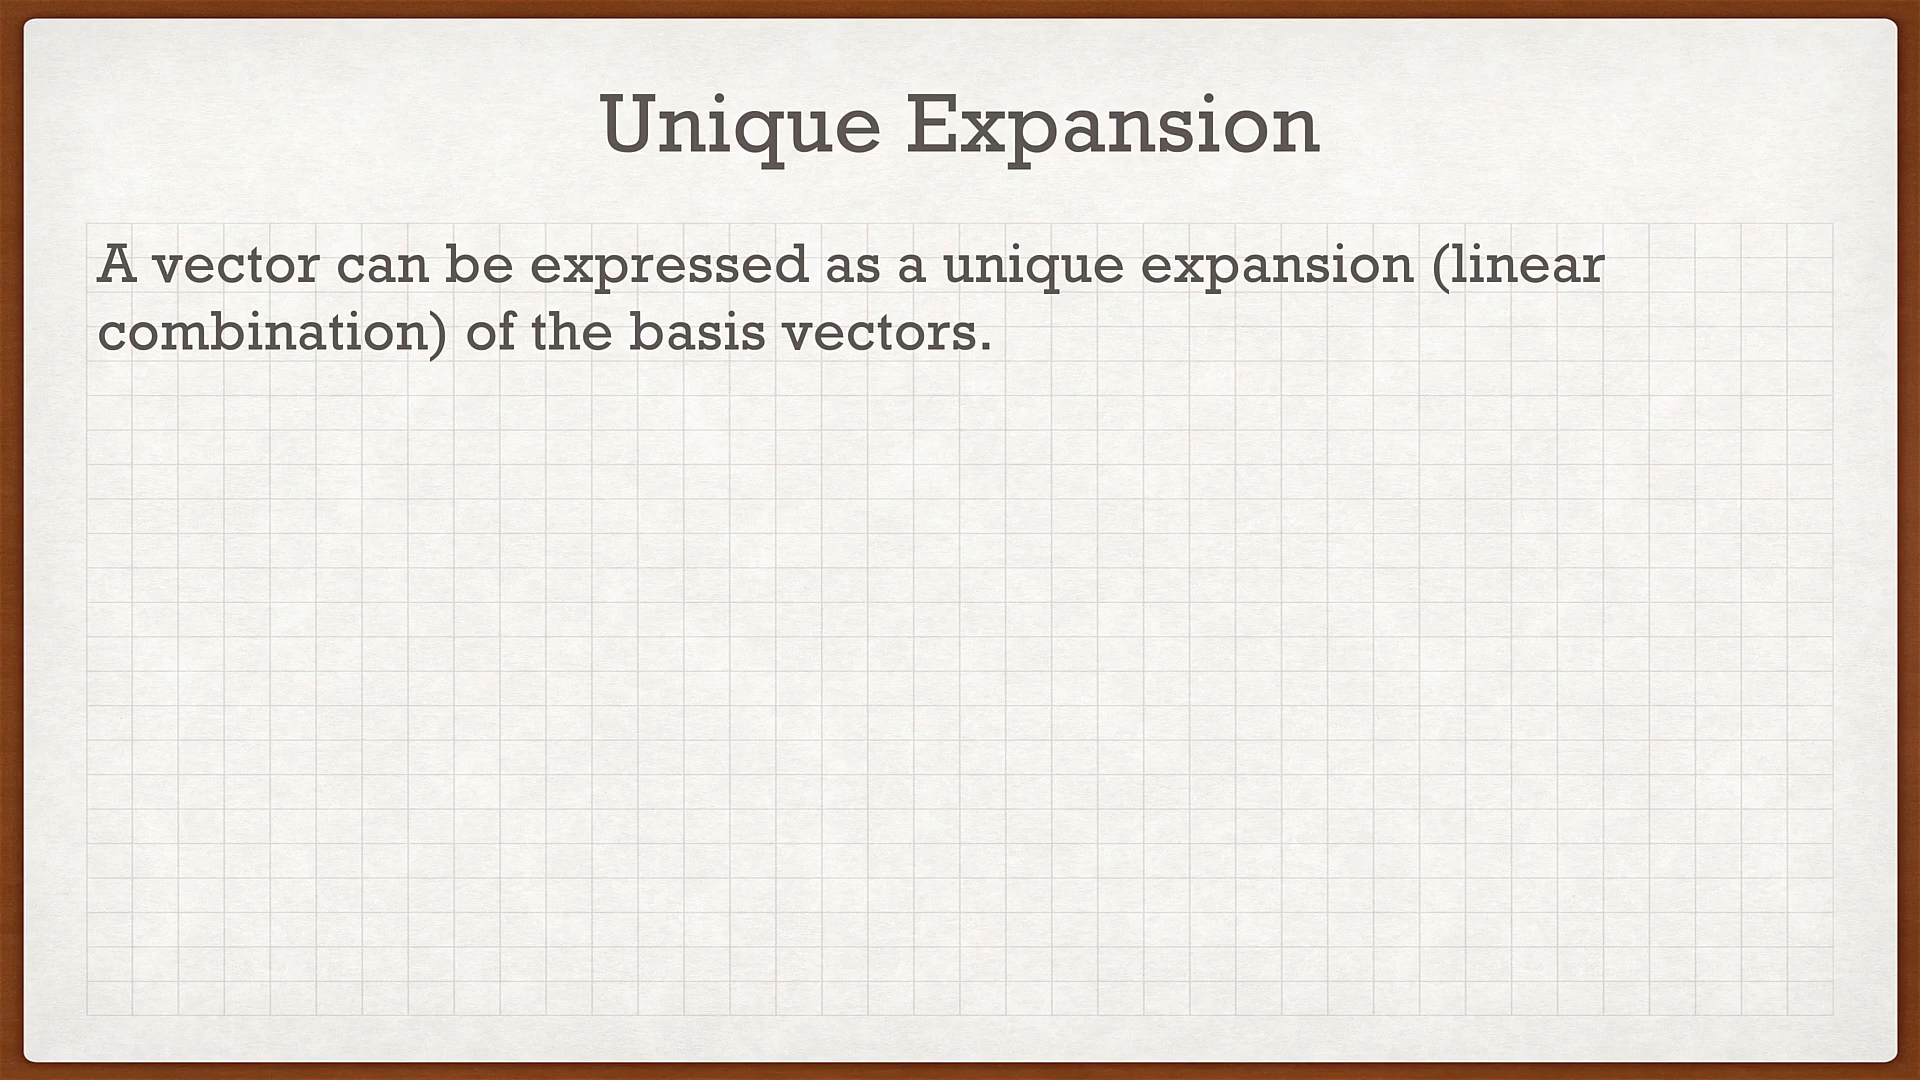 Unique Expansion
A vector can be expressed as a unique expansion (linear
combination) of the basis vectors.